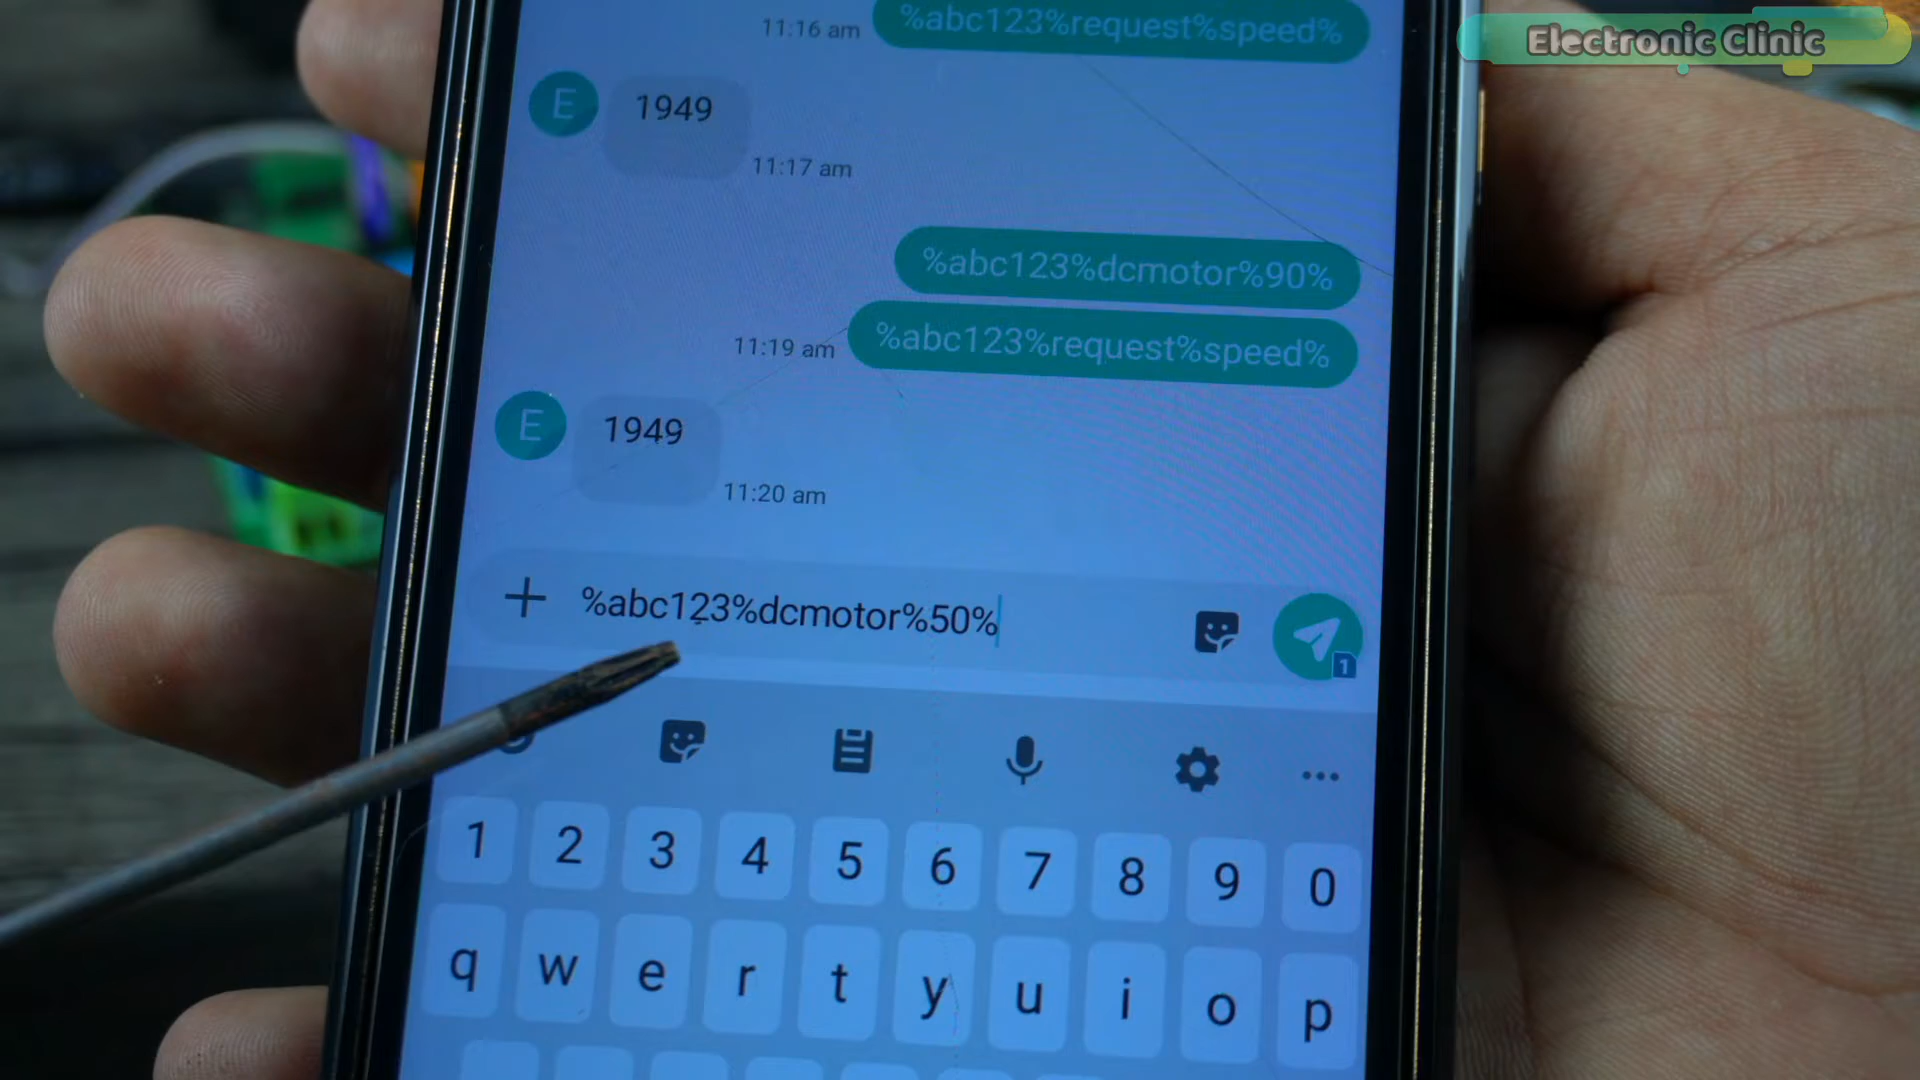 Electronic Clinic
11:16 am %abc123%request%speed%
E 1949
11:17 am
%abc123%dcmotor%90%
%abc123%request%speed%
11:19 am
E 1949
11:20 am
%abc123%dcmotor%50%
1
1 2 3 4 5 6 7 8 9 0
q w e r t y u i o p